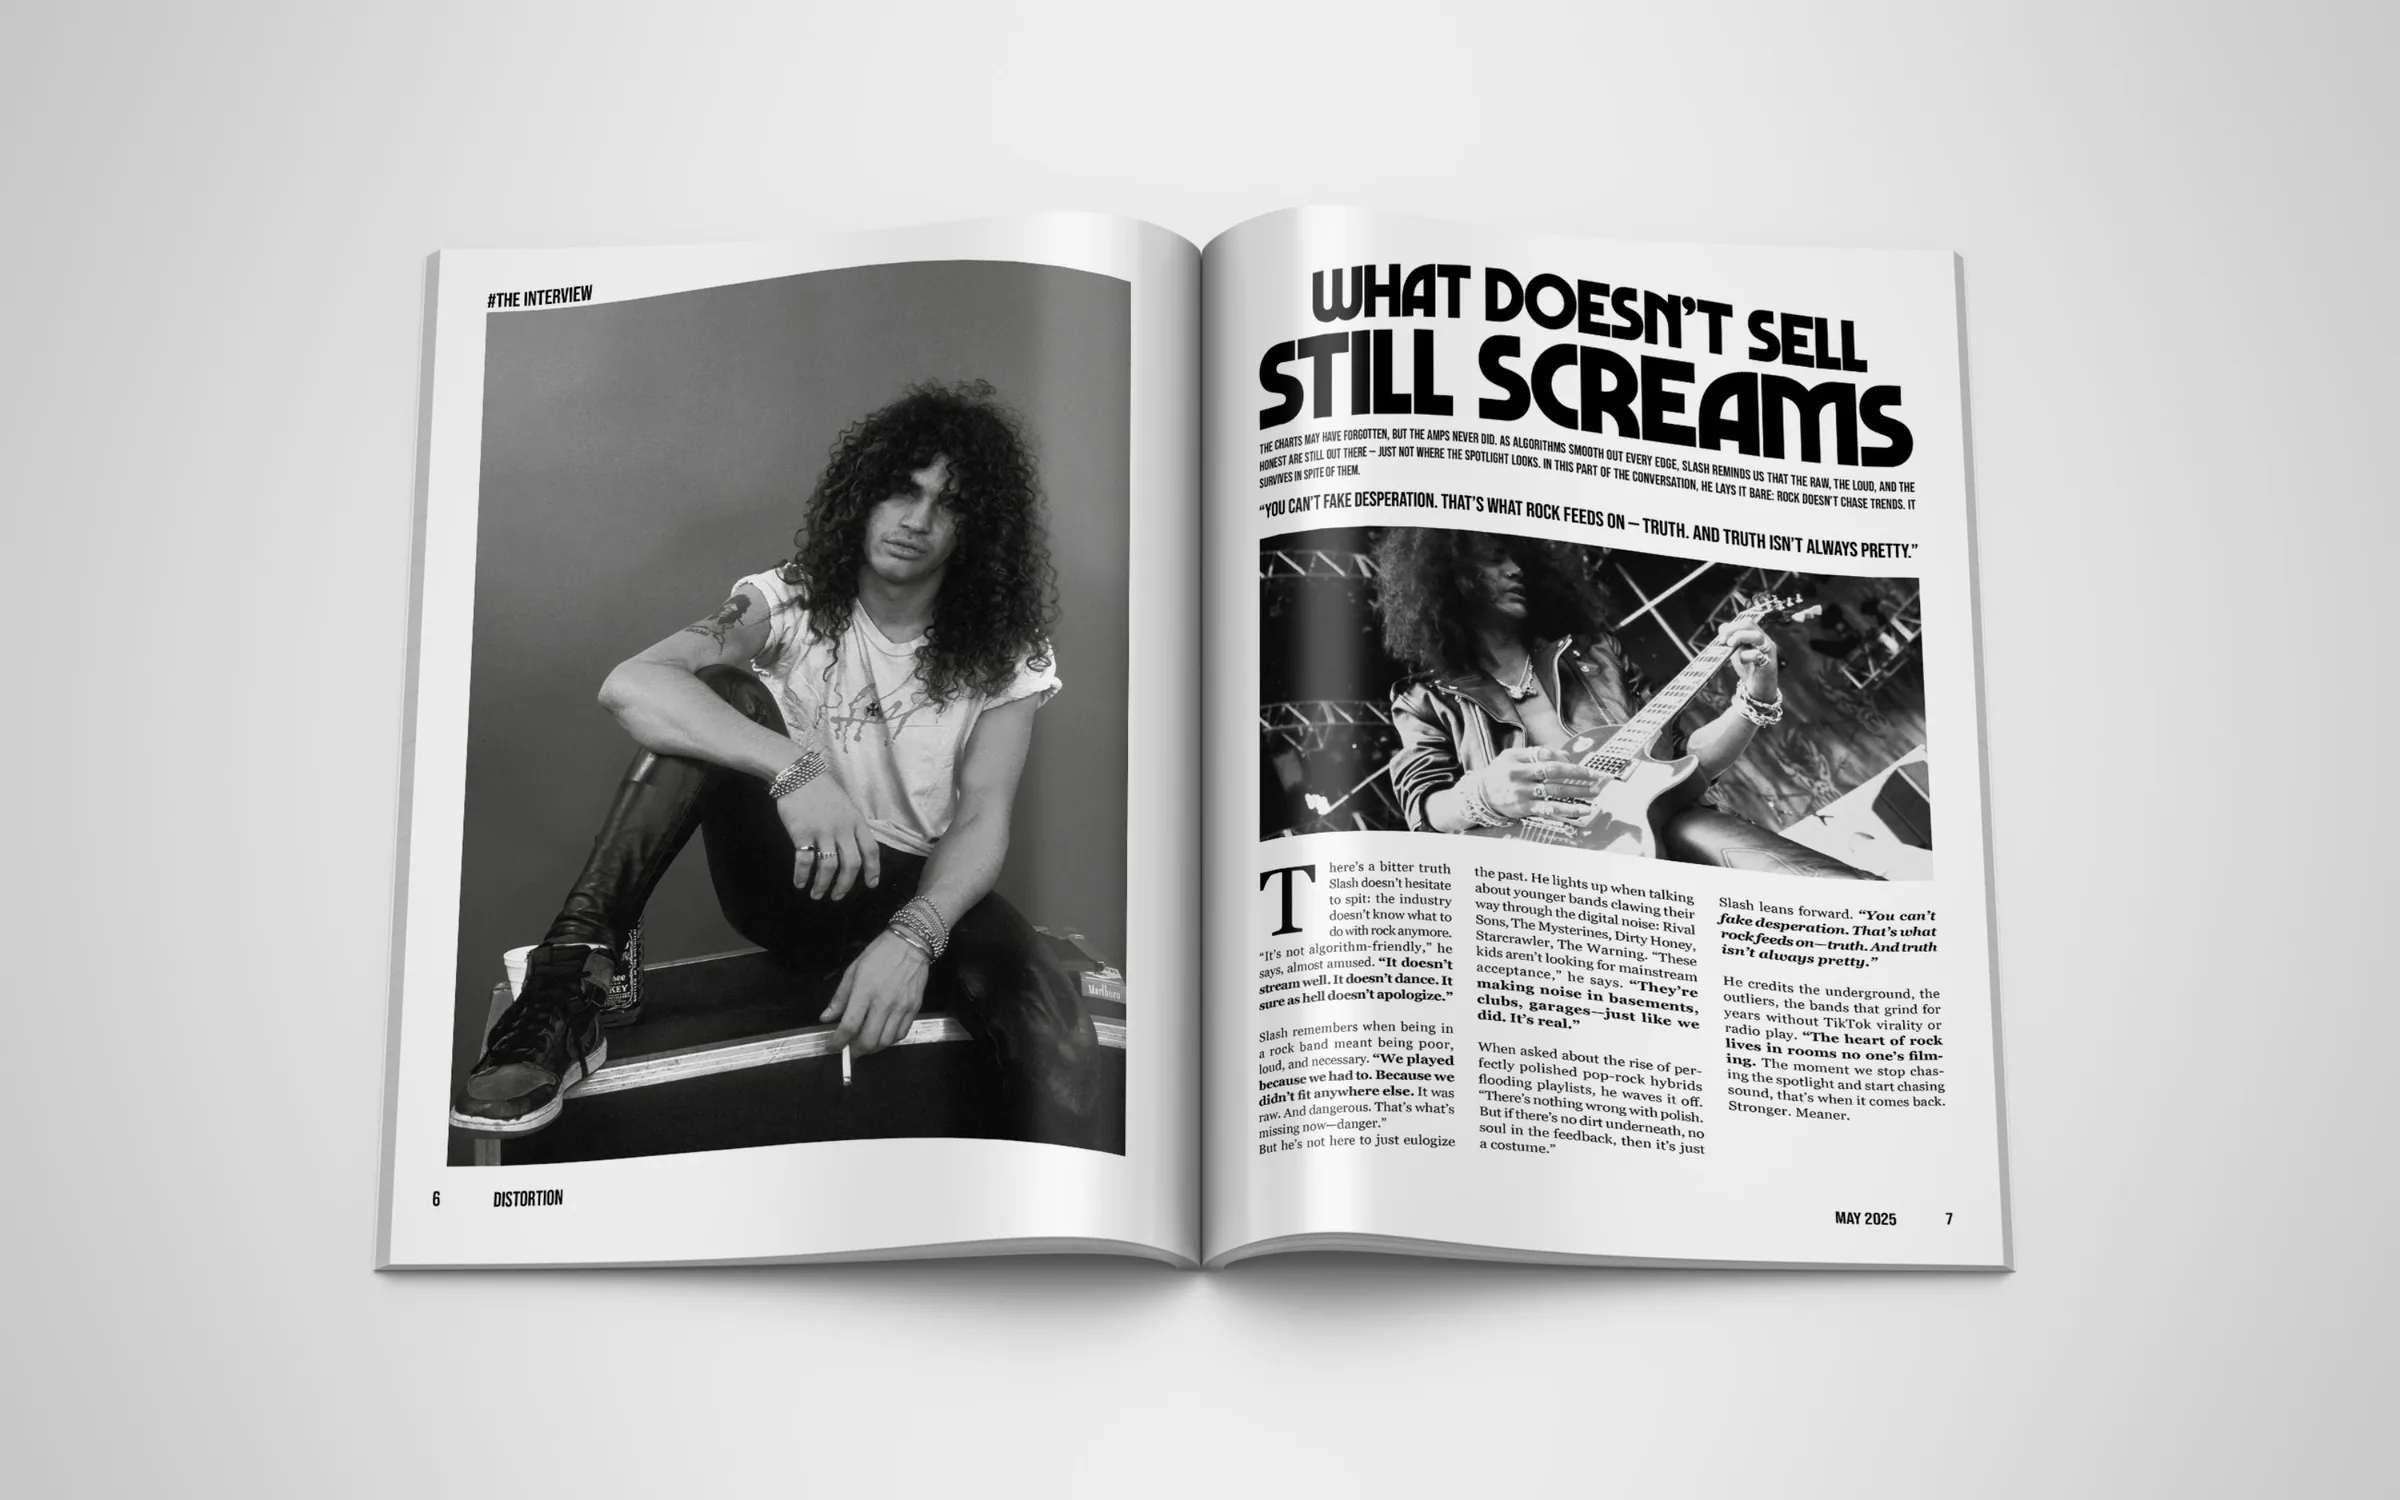 #THE INTERVIEW
KEY
Marlboro
6
DISTORTION
WHAT DOESN'T SELL
STILL SCREAMS
THE CHARTS MAY HAVE FORGOTTEN, BUT THE AMPS NEVER DID. AS ALGORITHMS SMOOTH OUT EVERY EDGE, SLASH REMINDS US THAT THE RAW, THE LOUD, AND THE
HONEST ARE STILL OUT THERE – JUST NOT WHERE THE SPOTLIGHT LOOKS. IN THIS PART OF THE CONVERSATION, HE LAYS IT BARE: ROCK DOESN'T CHASE TRENDS. IT
SURVIVES IN SPITE OF THEM.
“YOU CAN'T FAKE DESPERATION. THAT'S WHAT ROCK FEEDS ON – TRUTH. AND TRUTH ISN'T ALWAYS PRETTY.”
There's a bitter truth
Slash doesn't hesitate
to spit: the industry
doesn't know what to
do with rock anymore.
“It's not algorithm-friendly,” he
says, almost amused. “It doesn't
stream well. It doesn't dance. It
sure as hell doesn't apologize.”
Slash remembers when being in
a rock band meant being poor,
loud, and necessary. “We played
because we had to. Because we
didn't fit anywhere else. It was
raw. And dangerous. That's what's
missing now—danger.”
But he's not here to just eulogize
the past. He lights up when talking
about younger bands clawing their
way through the digital noise: Rival
Sons, The Mysterines, Dirty Honey,
Starcrawler, The Warning. “These
kids aren't looking for mainstream
acceptance,” he says. “They're
making noise in basements,
clubs, garages—just like we
did. It's real.”
When asked about the rise of per-
fectly polished pop-rock hybrids
flooding playlists, he waves it off.
“There's nothing wrong with polish.
But if there's no dirt underneath, no
soul in the feedback, then it's just
a costume.”
Slash leans forward. “You can't
fake desperation. That's what
rock feeds on—truth. And truth
isn't always pretty.”
He credits the underground, the
outliers, the bands that grind for
years without TikTok virality or
radio play. “The heart of rock
lives in rooms no one's film-
ing. The moment we stop chas-
ing the spotlight and start chasing
sound, that's when it comes back.
Stronger. Meaner.
MAY 2025
7